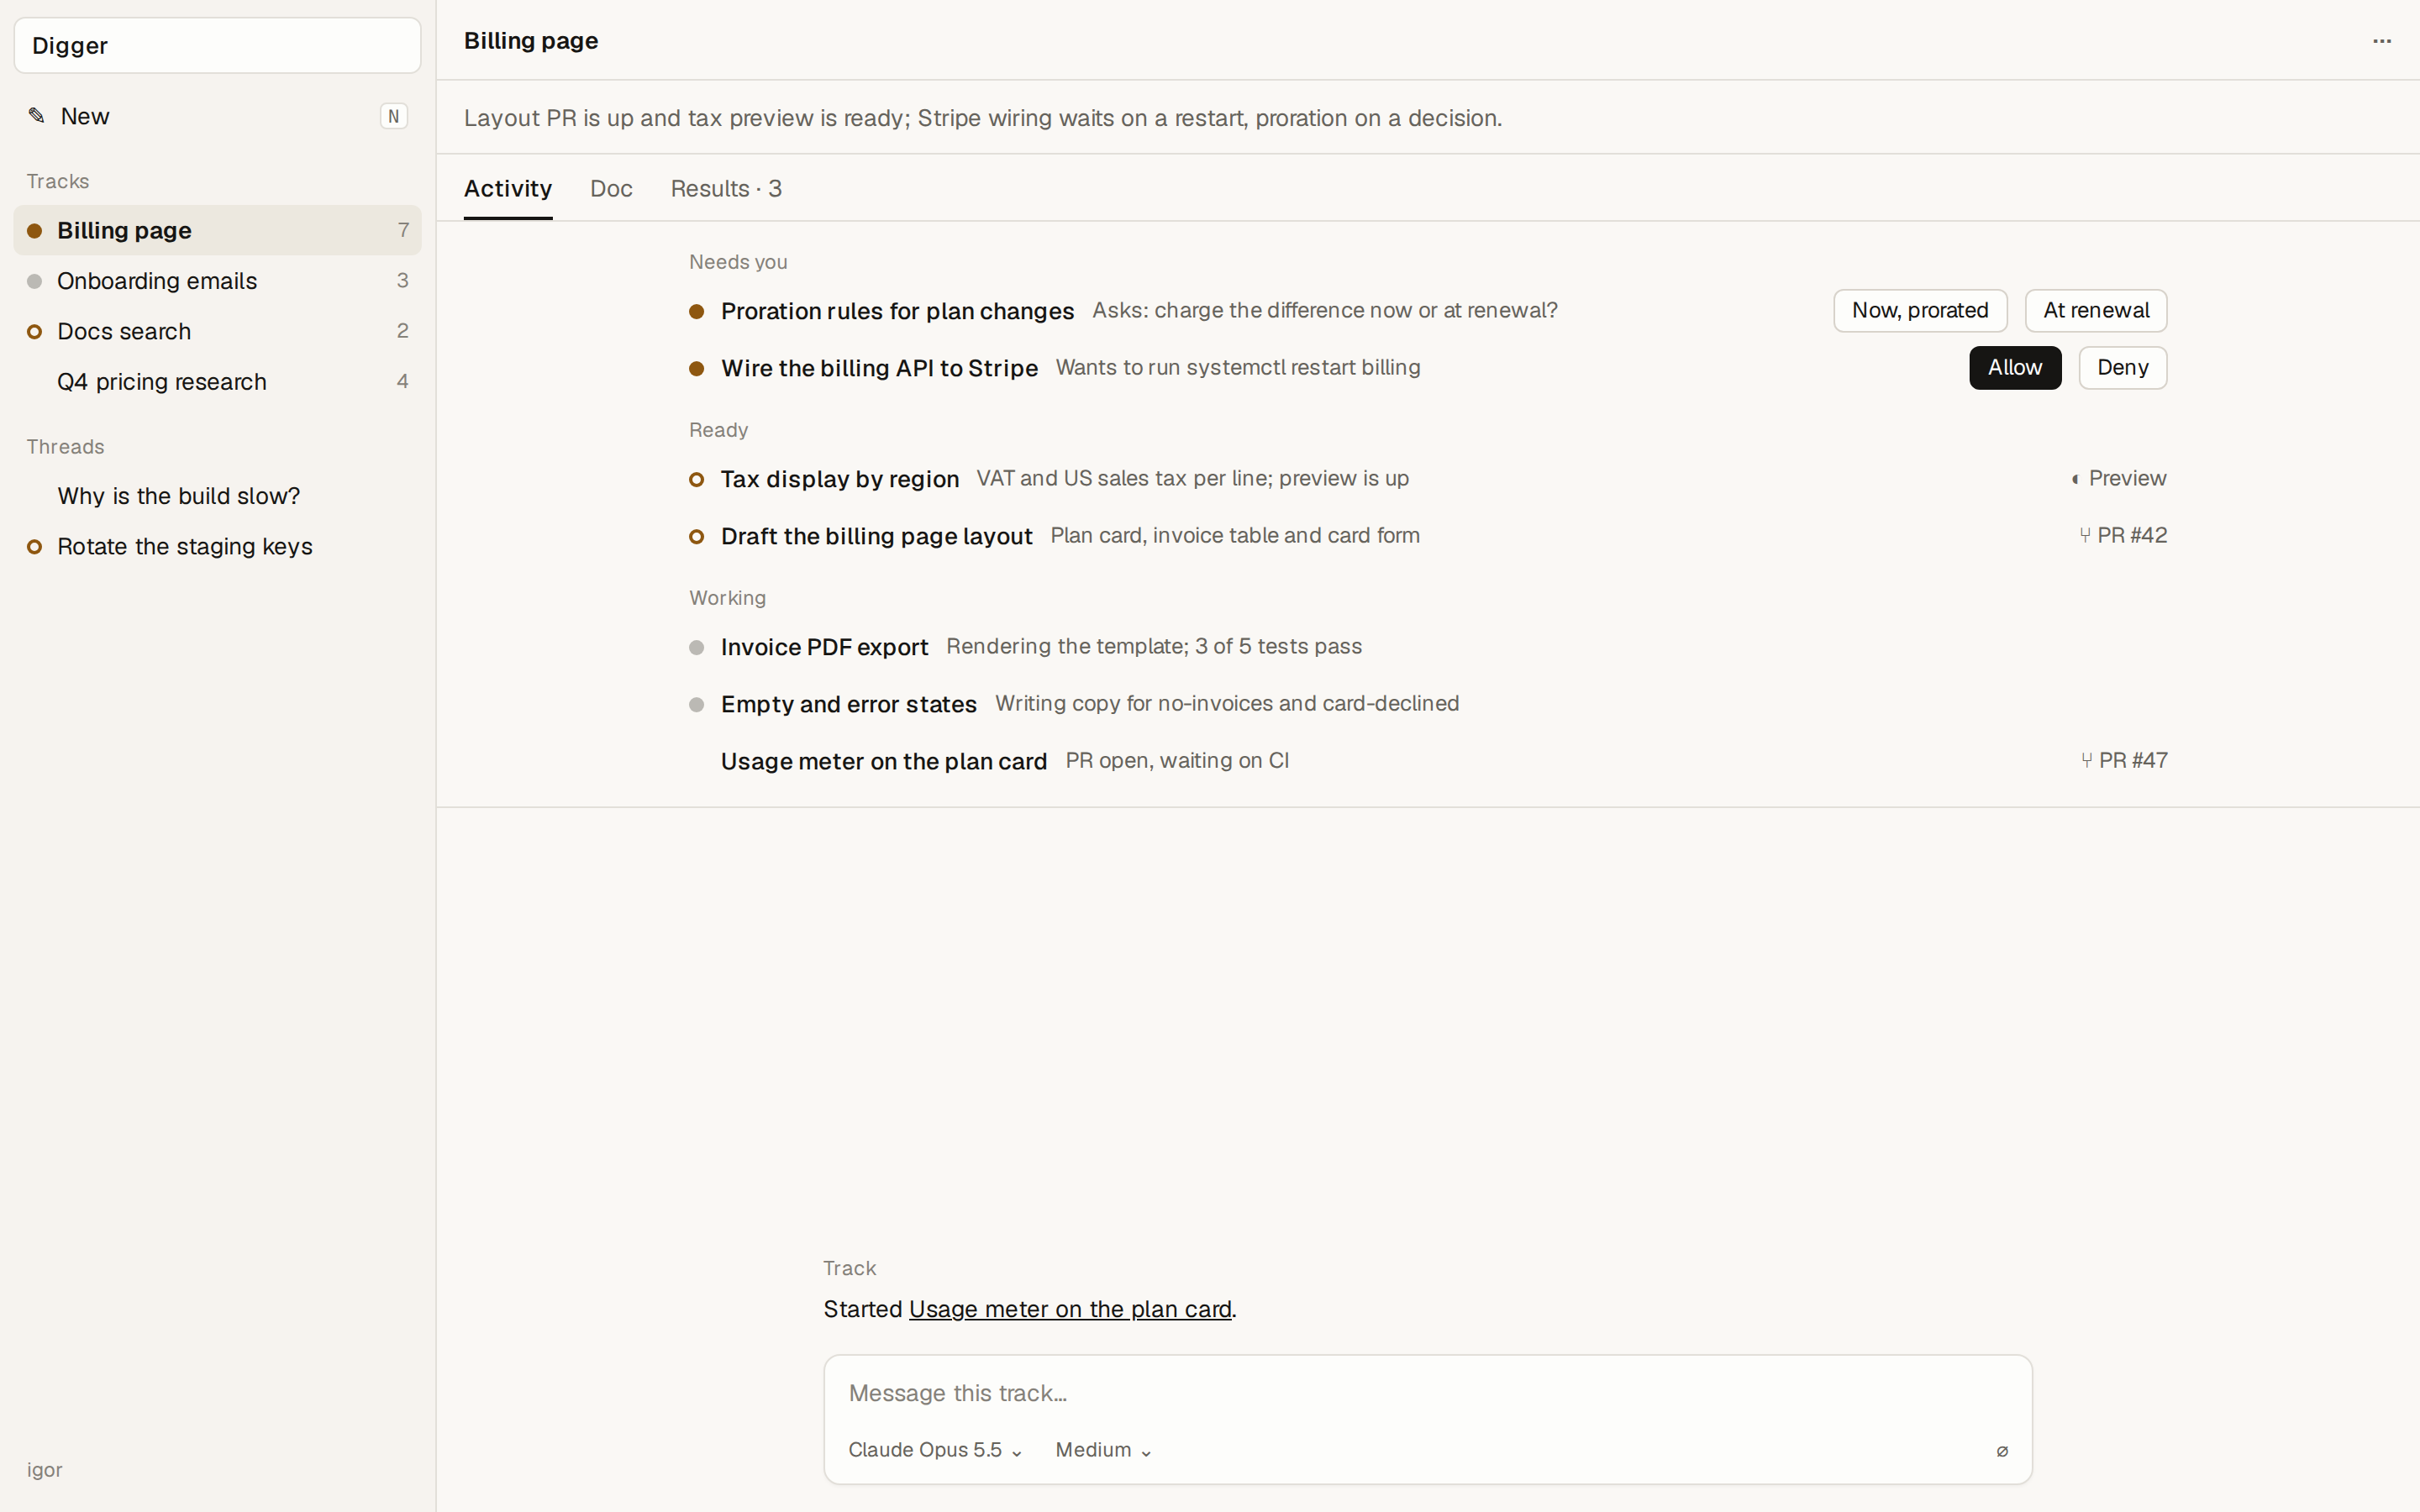 Digger
New N
Tracks
Billing page 7
Onboarding emails 3
Docs search 2
Q4 pricing research 4
Threads
Why is the build slow?
Rotate the staging keys
igor
Billing page
Layout PR is up and tax preview is ready; Stripe wiring waits on a restart, proration on a decision.
Activity Doc Results · 3
Needs you
Proration rules for plan changes Asks: charge the difference now or at renewal? Now, prorated At renewal
Wire the billing API to Stripe Wants to run systemctl restart billing Allow Deny
Ready
Tax display by region VAT and US sales tax per line; preview is up Preview
Draft the billing page layout Plan card, invoice table and card form PR #42
Working
Invoice PDF export Rendering the template; 3 of 5 tests pass
Empty and error states Writing copy for no-invoices and card-declined
Usage meter on the plan card PR open, waiting on CI PR #47
Track
Started Usage meter on the plan card.
Message this track…
Claude Opus 5.5 Medium